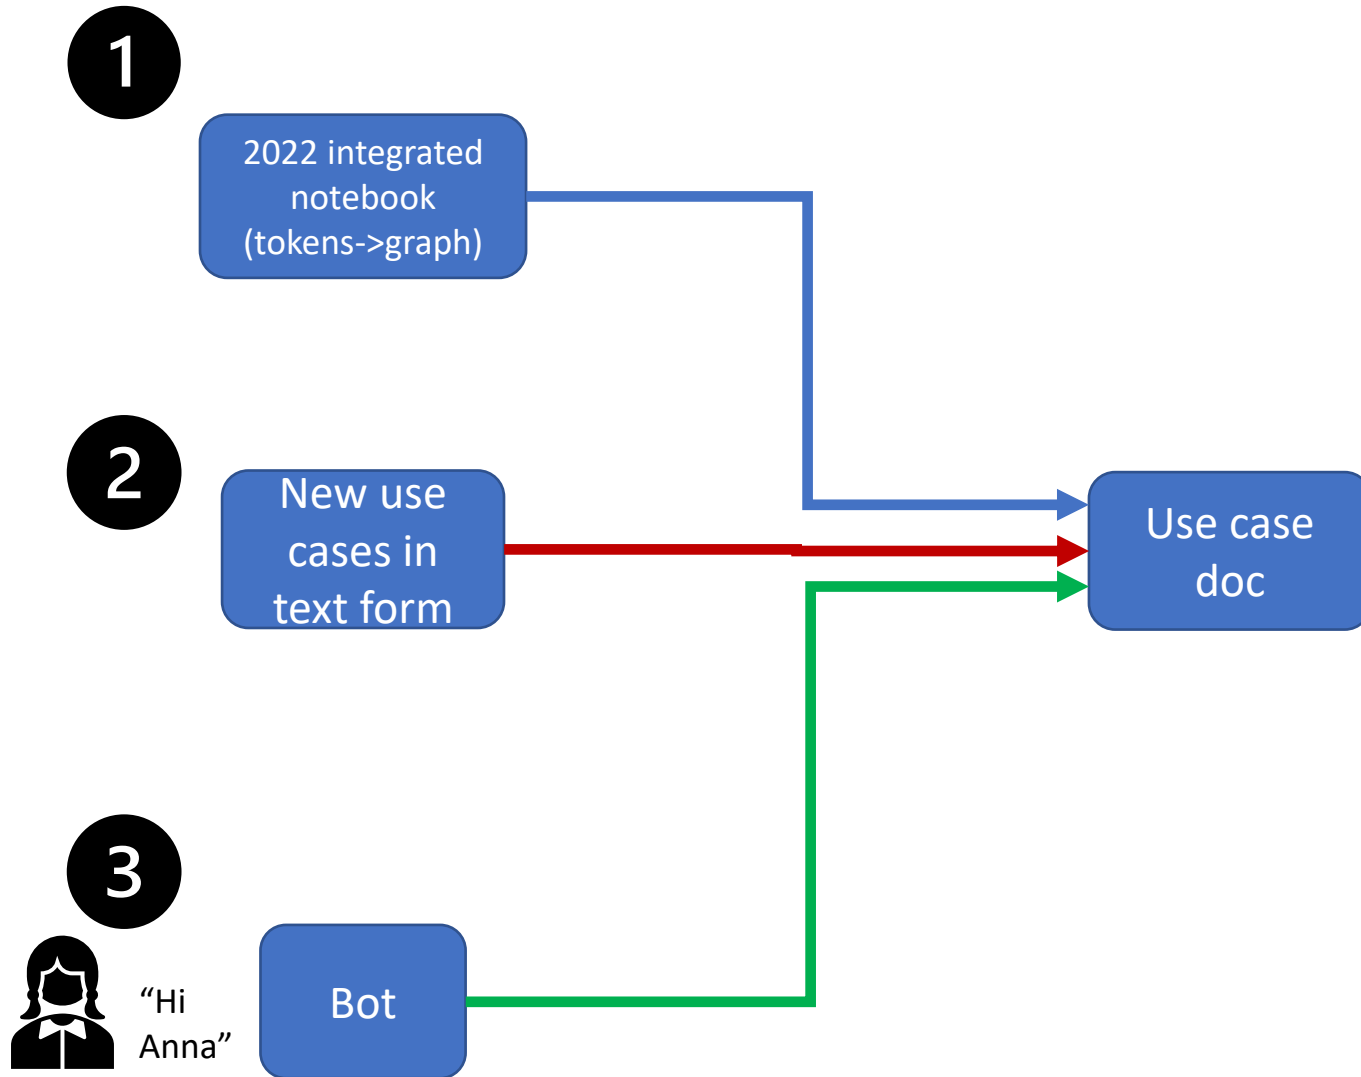 1
2022 integrated
notebook
(tokens->graph)
2
New use
cases in
text form
Use case
doc
3
“Hi
Anna”
Bot